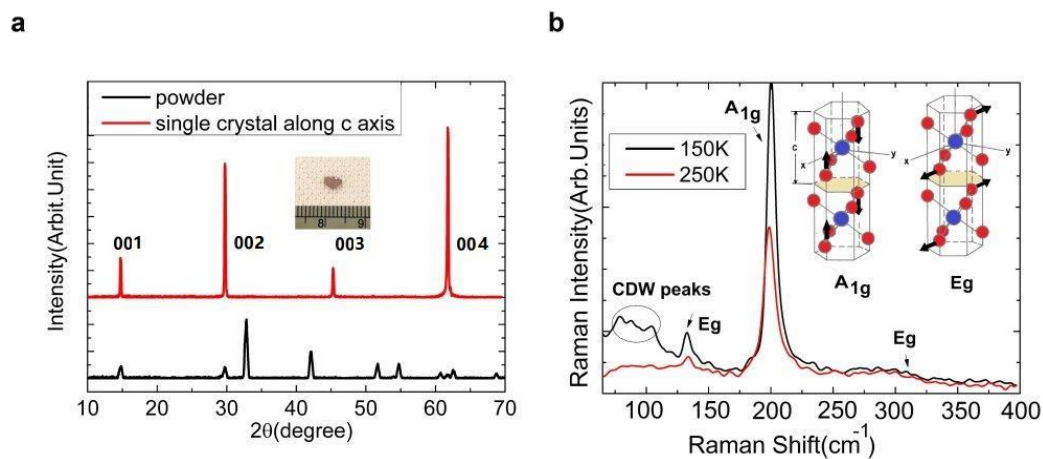 a
powder
single crystal along c axis
001
002
003
004
8
9
Intensity(Arbit.Unit)
10
20
30
40
50
60
70
2θ(degree)
b
150K
250K
A1g
CDW peaks
Eg
Eg
c
x
y
x
y
A1g
Eg
Raman Intensity(Arb.Units)
100
150
200
250
300
350
400
Raman Shift(cm-1)